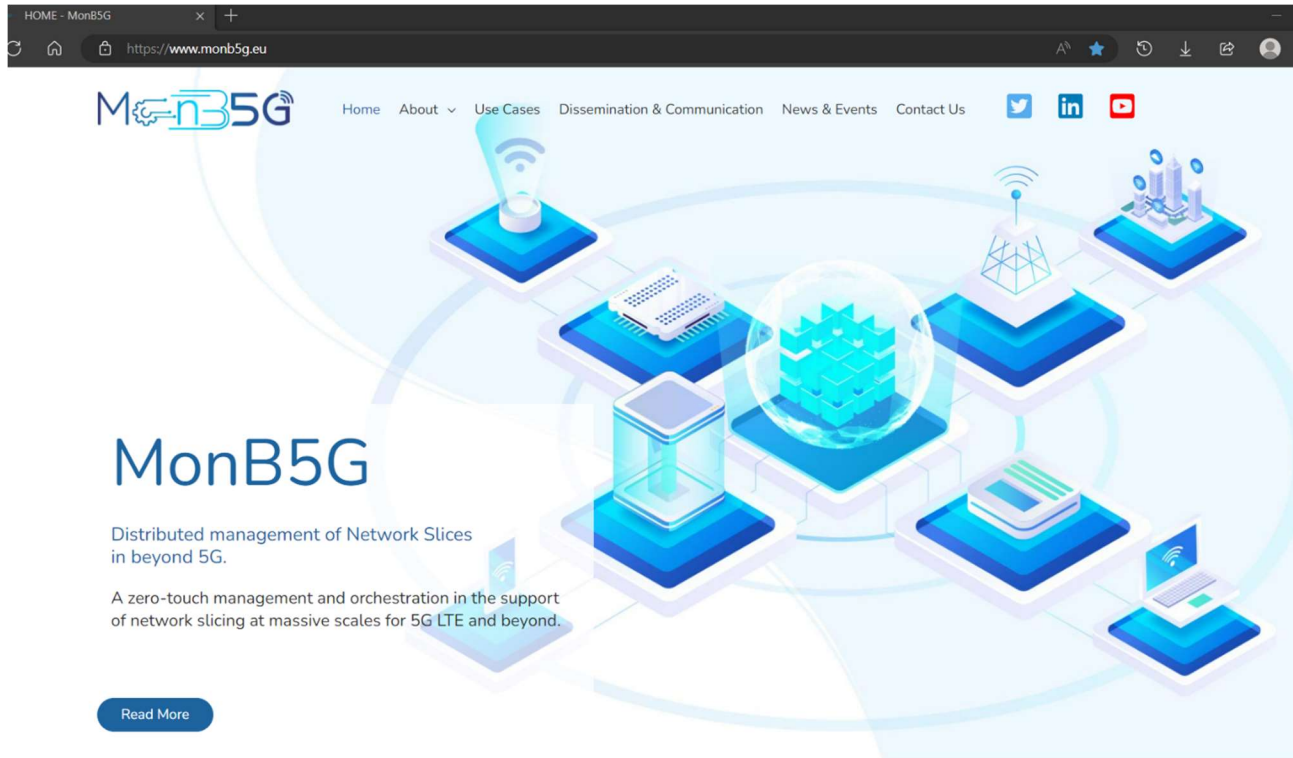 HOME - MonB5G
https://www.monb5g.eu
MonB5G
Home About Use Cases Dissemination & Communication News & Events Contact Us
in
MonB5G
Distributed management of Network Slices
in beyond 5G.
A zero-touch management and orchestration in the support
of network slicing at massive scales for 5G LTE and beyond.
Read More